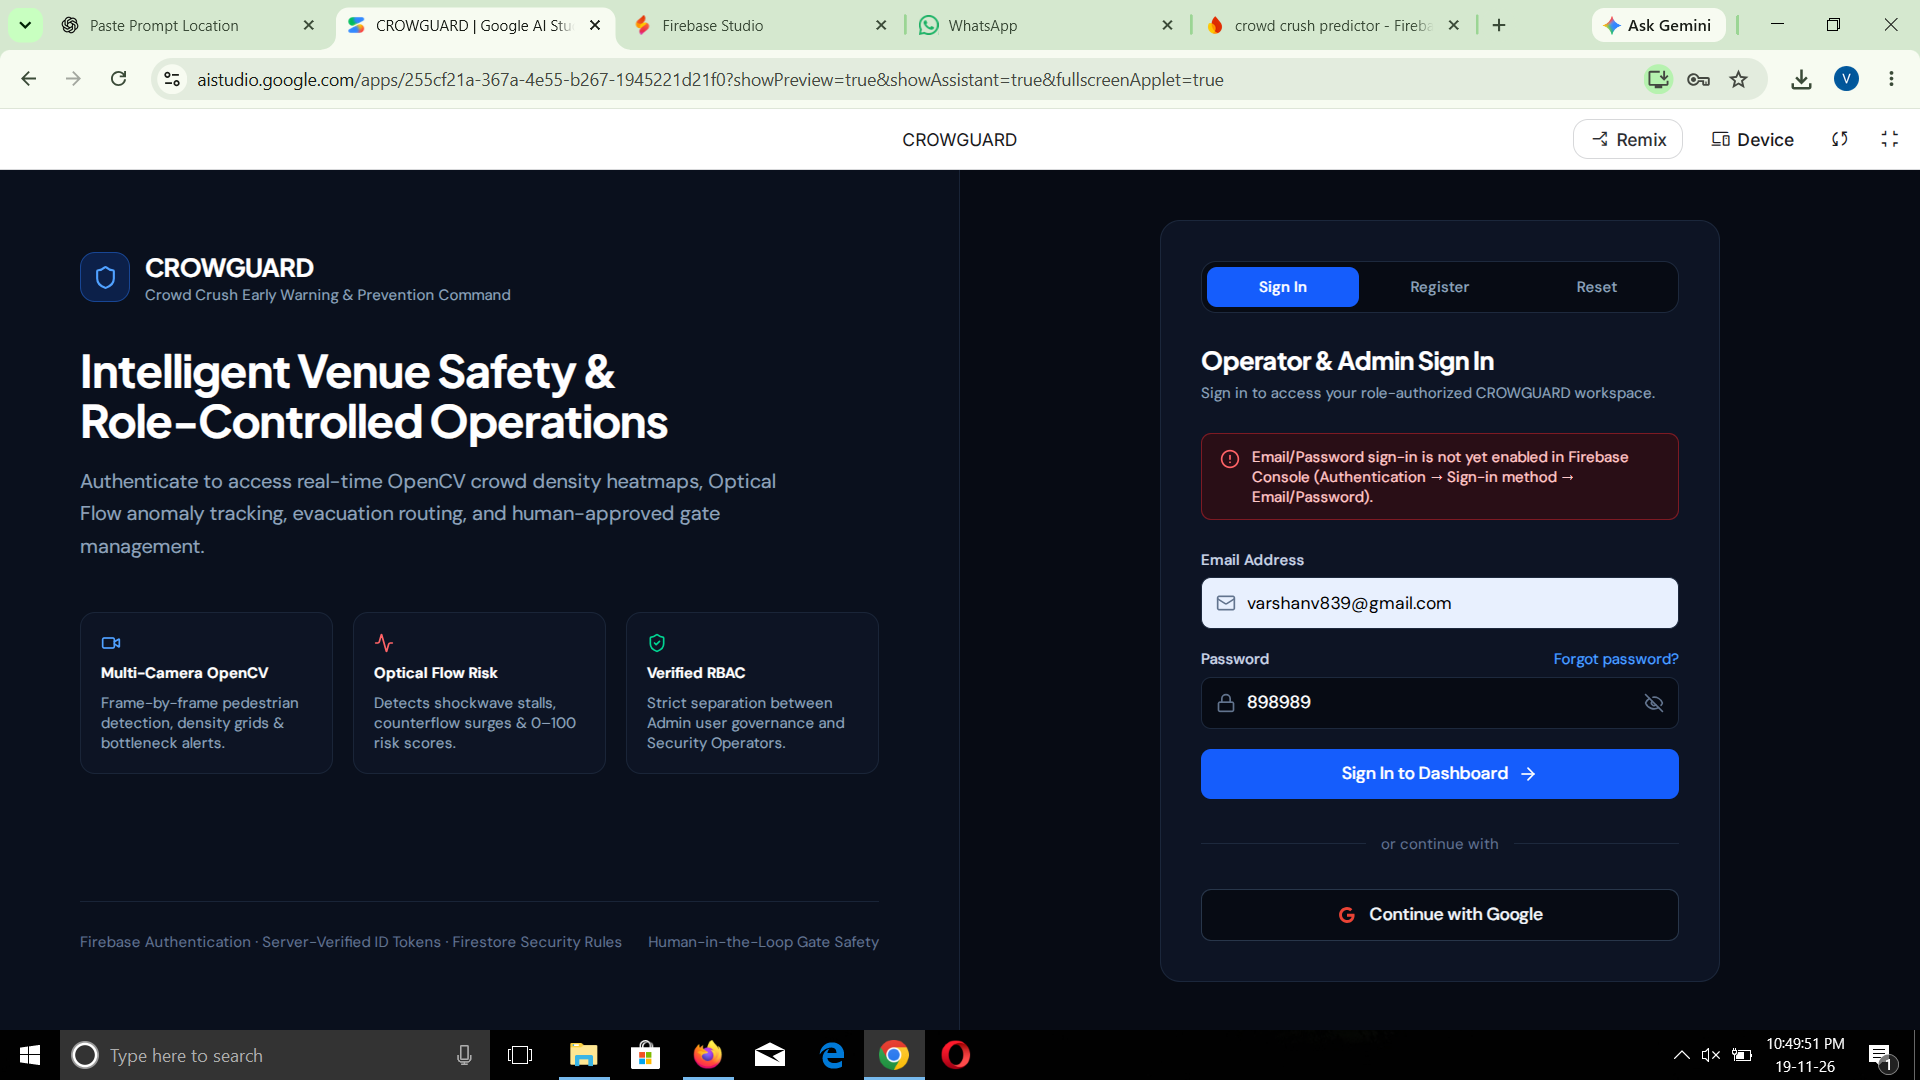 Paste Prompt Location
CROWGUARD | Google AI Stu
Firebase Studio
WhatsApp
crowd crush predictor - Fireba
Ask Gemini
aistudio.google.com/apps/255cf21a-367a-4e55-b267-1945221d21f0?showPreview=true&showAssistant=true&fullscreenApplet=true
V
CROWGUARD
Remix
Device
CROWGUARD
Crowd Crush Early Warning & Prevention Command
Intelligent Venue Safety &
Role-Controlled Operations
Authenticate to access real-time OpenCV crowd density heatmaps, Optical
Flow anomaly tracking, evacuation routing, and human-approved gate
management.
Multi-Camera OpenCV
Frame-by-frame pedestrian
detection, density grids &
bottleneck alerts.
Optical Flow Risk
Detects shockwave stalls,
counterflow surges & 0–100
risk scores.
Verified RBAC
Strict separation between
Admin user governance and
Security Operators.
Firebase Authentication · Server-Verified ID Tokens · Firestore Security Rules
Human-in-the-Loop Gate Safety
Sign In
Register
Reset
Operator & Admin Sign In
Sign in to access your role-authorized CROWGUARD workspace.
Email/Password sign-in is not yet enabled in Firebase
Console (Authentication → Sign-in method →
Email/Password).
Email Address
varshanv839@gmail.com
Password
Forgot password?
898989
Sign In to Dashboard →
or continue with
G Continue with Google
Type here to search
10:49:51 PM
19-11-26
1